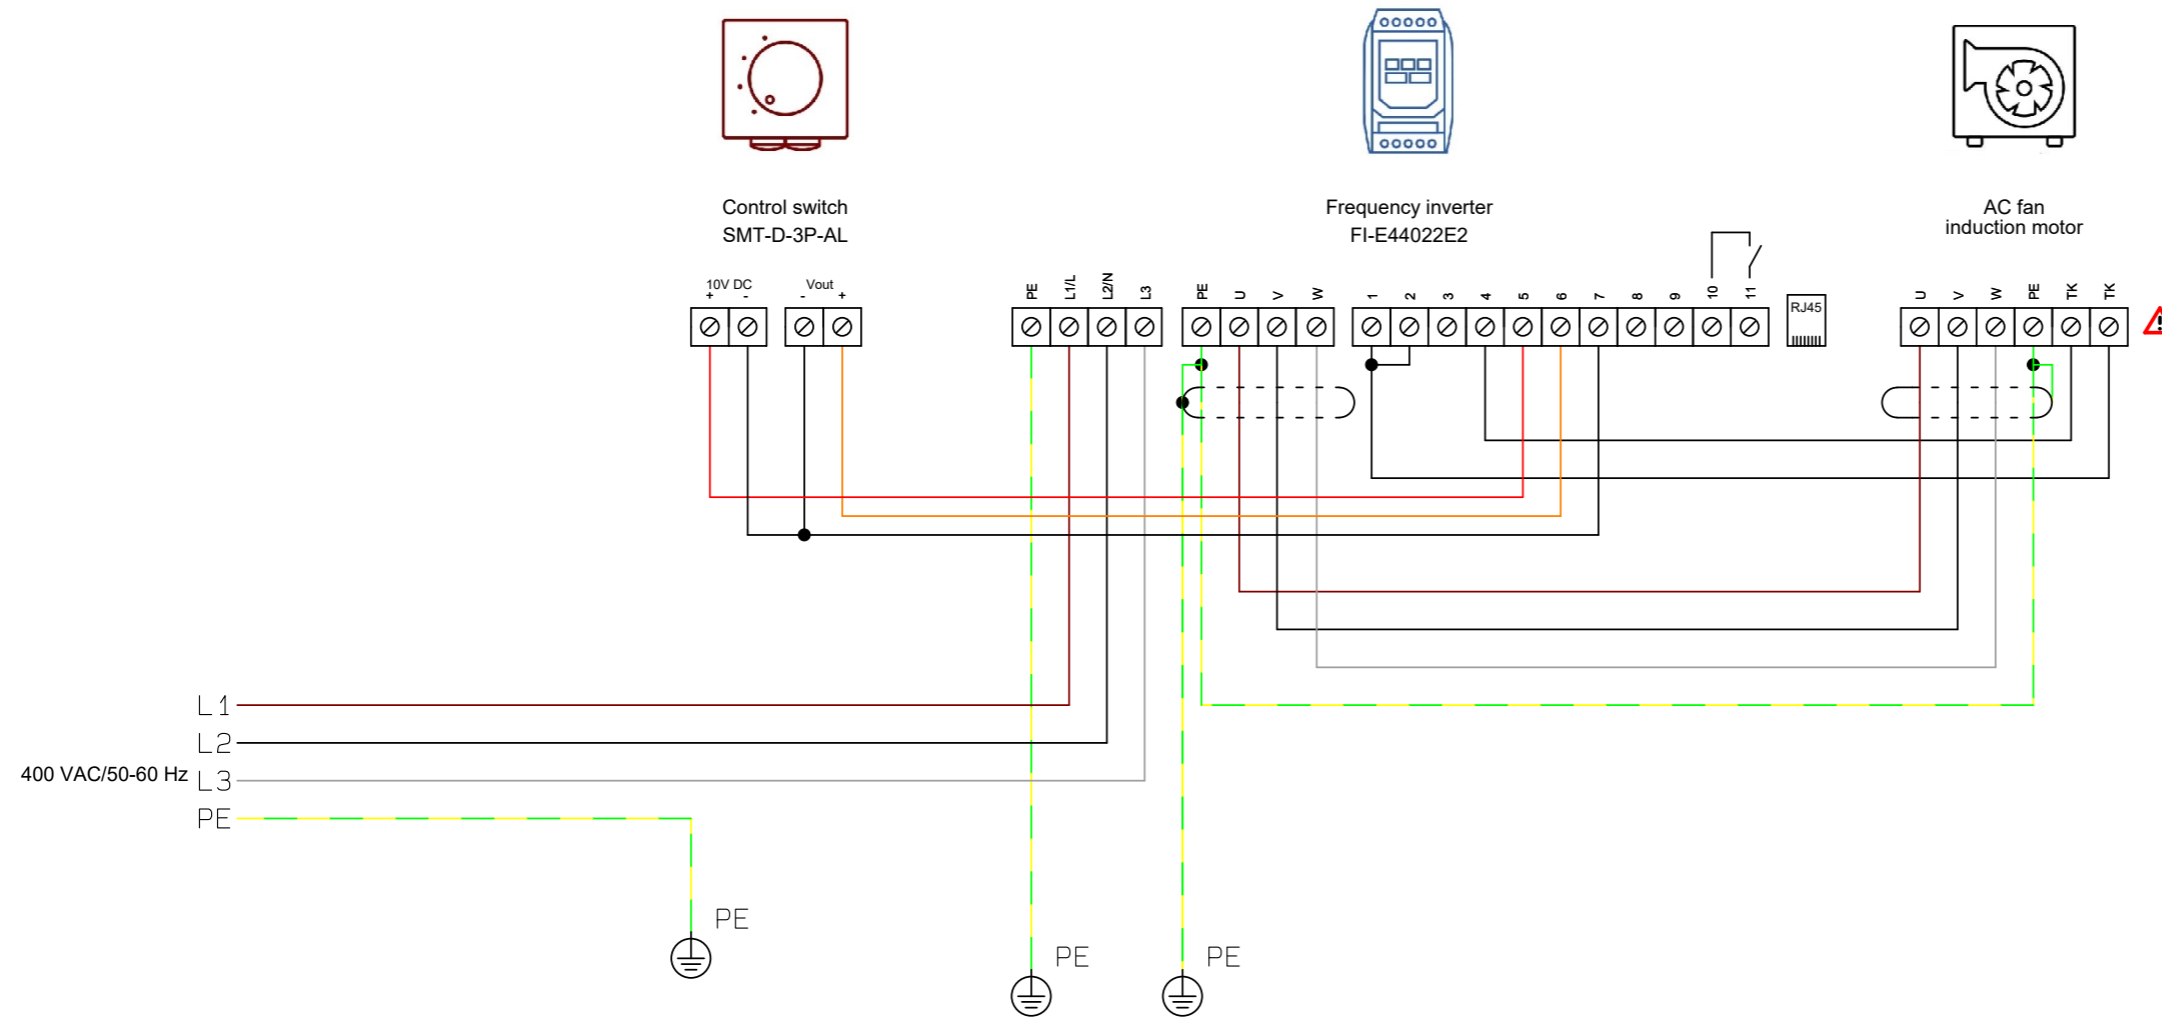 Control switch
SMT-D-3P-AL
Frequency inverter
FI-E44022E2
AC fan
induction motor
10V DC
+ -
Vout
- +
PE L1/L L2/N L3
PE U V W
1 2 3 4 5 6 7 8 9 10 11
RJ45
U V W PE TK TK
L1
L2
400 VAC/50-60 Hz L3
PE
PE
PE
PE